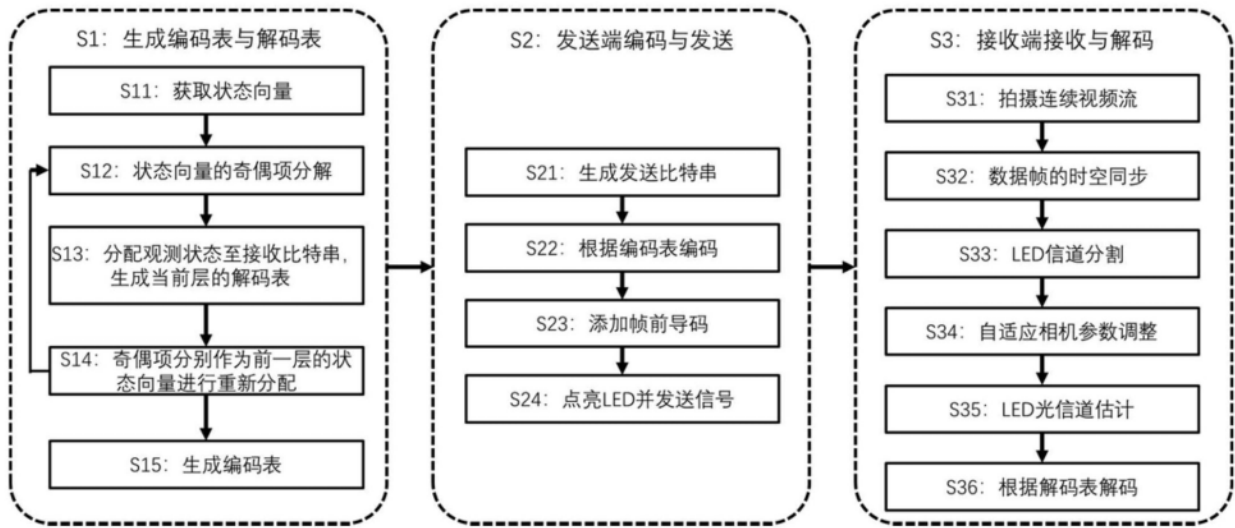 S1：生成编码表与解码表
S11：获取状态向量
S12：状态向量的奇偶项分解
S13：分配观测状态至接收比特串，
生成当前层的解码表
S14：奇偶项分别作为前一层的状
态向量进行重新分配
S15：生成编码表
S2：发送端编码与发送
S21：生成发送比特串
S22：根据编码表编码
S23：添加帧前导码
S24：点亮LED并发送信号
S3：接收端接收与解码
S31：拍摄连续视频流
S32：数据帧的时空同步
S33：LED信道分割
S34：自适应相机参数调整
S35：LED光信道估计
S36：根据解码表解码